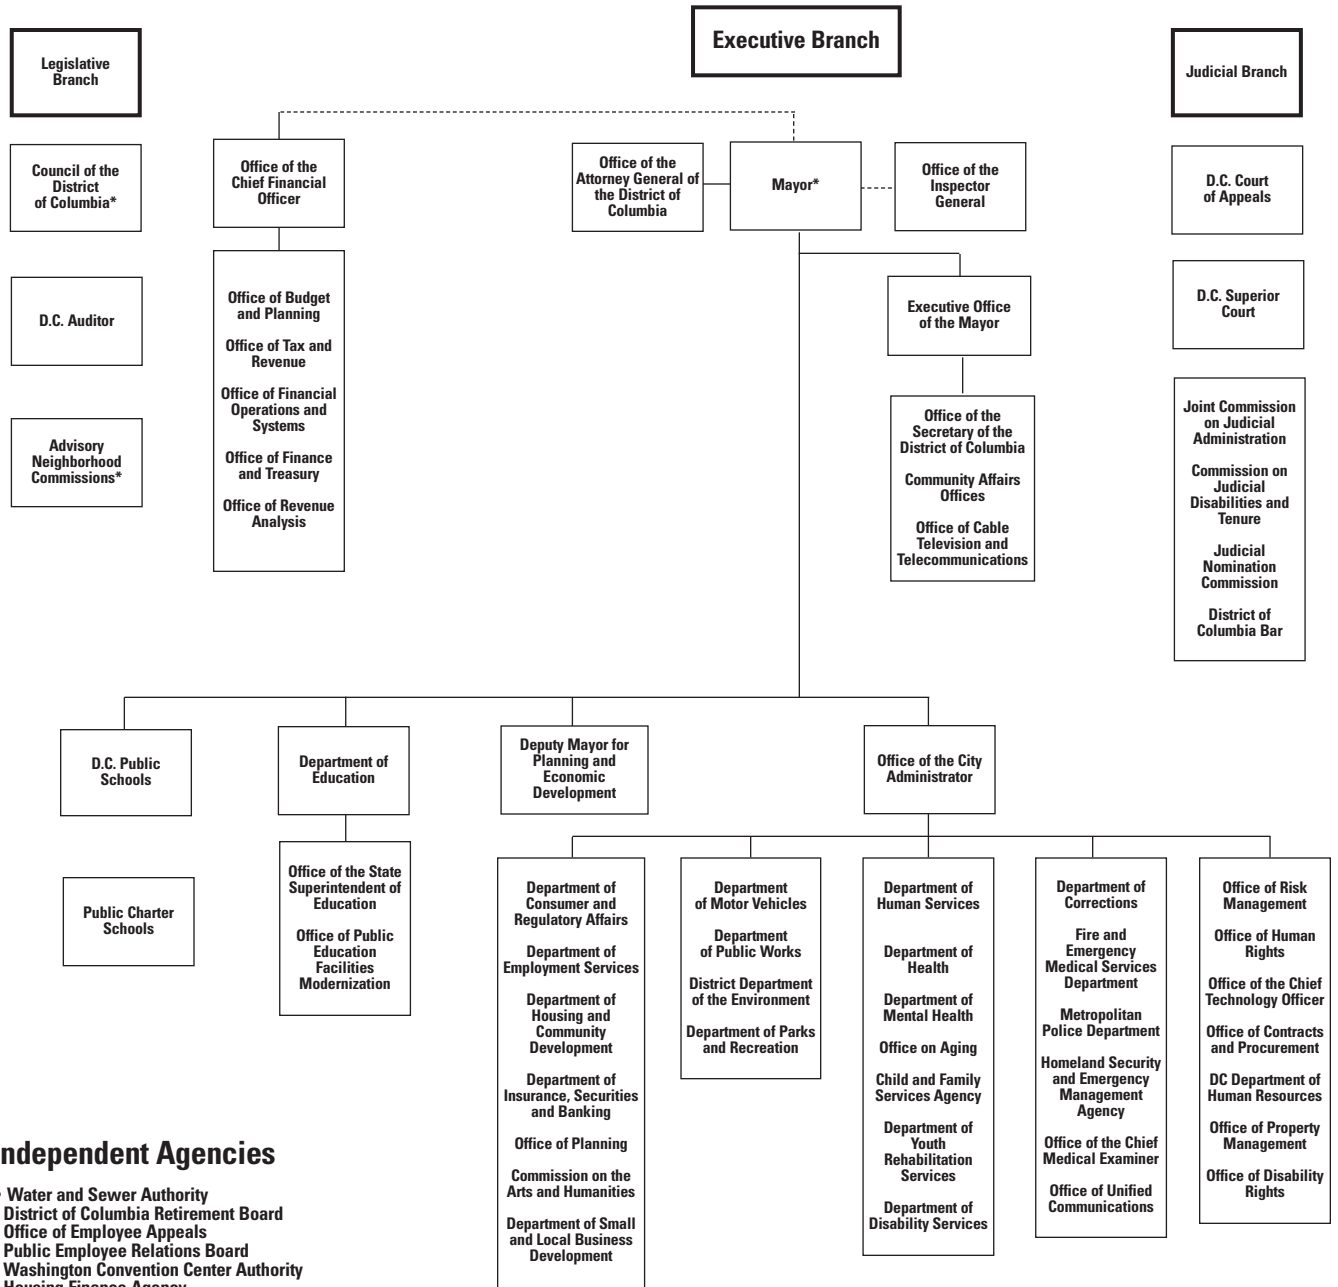 Executive Branch
Legislative
Branch
Judicial Branch
Council of the
District
of Columbia*
Office of the
Chief Financial
Officer
Office of the
Attorney General of
the District of
Columbia
Mayor*
Office of the
Inspector
General
D.C. Court
of Appeals
D.C. Auditor
Office of Budget
and Planning
Office of Tax and
Revenue
Office of Financial
Operations and
Systems
Office of Finance
and Treasury
Office of Revenue
Analysis
Executive Office
of the Mayor
D.C. Superior
Court
Advisory
Neighborhood
Commissions*
Office of the
Secretary of the
District of Columbia
Community Affairs
Offices
Office of Cable
Television and
Telecommunications
Joint Commission
on Judicial
Administration
Commission on
Judicial
Disabilities and
Tenure
Judicial
Nomination
Commission
District of
Columbia Bar
D.C. Public
Schools
Department of
Education
Deputy Mayor for
Planning and
Economic
Development
Office of the City
Administrator
Public Charter
Schools
Office of the State
Superintendent of
Education
Office of Public
Education
Facilities
Modernization
Department of
Consumer and
Regulatory Affairs
Department of
Employment Services
Department of
Housing and
Community
Development
Department of
Insurance, Securities
and Banking
Office of Planning
Commission on the
Arts and Humanities
Department of Small
and Local Business
Development
Department
of Motor Vehicles
Department
of Public Works
District Department
of the Environment
Department of Parks
and Recreation
Department of
Human Services
Department of
Health
Department of
Mental Health
Office on Aging
Child and Family
Services Agency
Department of
Youth
Rehabilitation
Services
Department of
Disability Services
Department of
Corrections
Fire and
Emergency
Medical Services
Department
Metropolitan
Police Department
Homeland Security
and Emergency
Management
Agency
Office of the Chief
Medical Examiner
Office of Unified
Communications
Office of Risk
Management
Office of Human
Rights
Office of the Chief
Technology Officer
Office of Contracts
and Procurement
DC Department of
Human Resources
Office of Property
Management
Office of Disability
Rights
ndependent Agencies
Water and Sewer Authority
District of Columbia Retirement Board
Office of Employee Appeals
Public Employee Relations Board
Washington Convention Center Authority
Housing Finance Agency